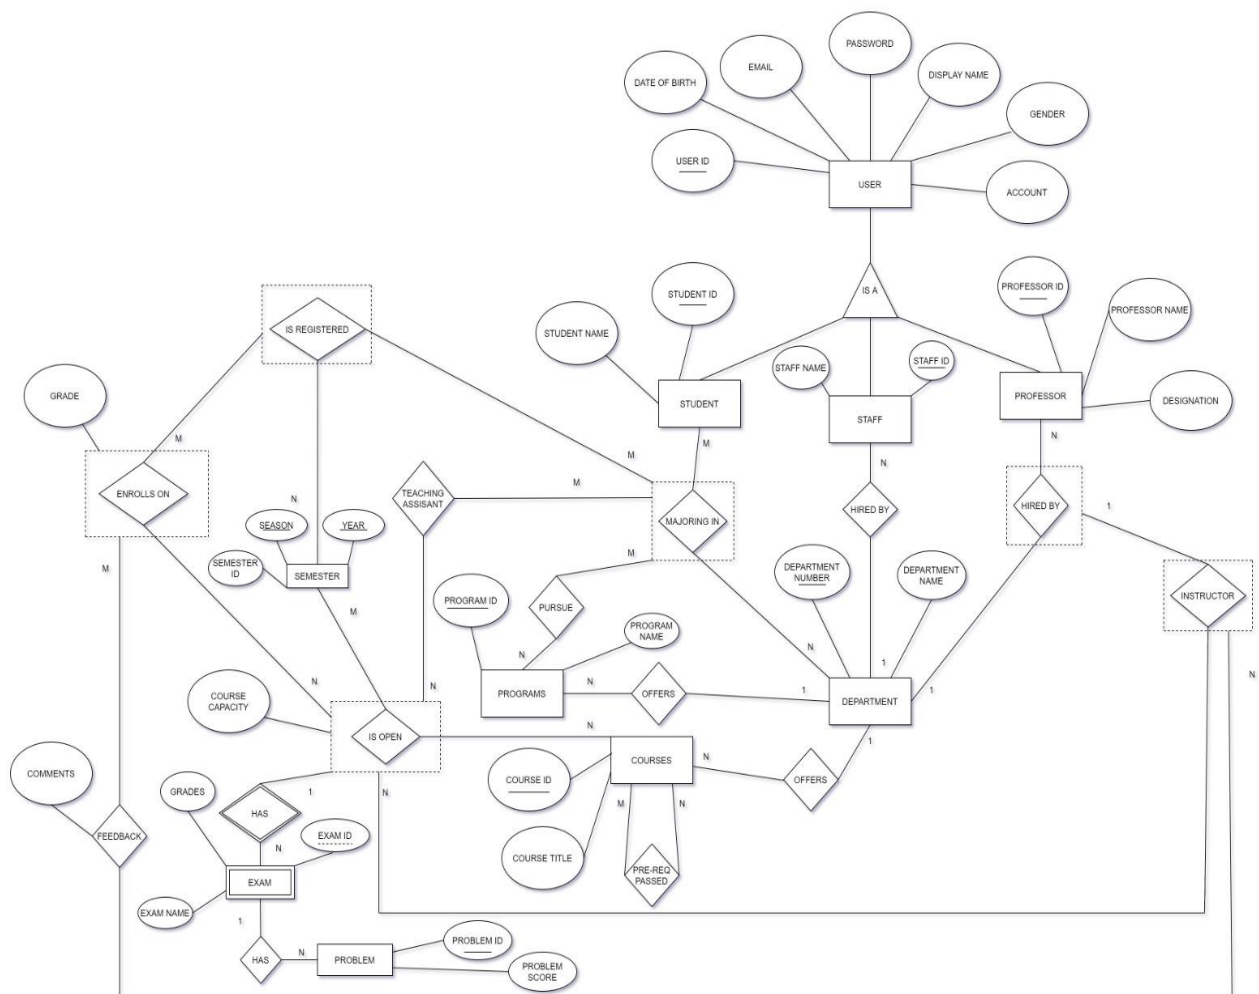 PASSWORD
EMAIL
DISPLAY NAME
DATE OF BIRTH
GENDER
USER ID
USER
ACCOUNT
IS A
PROFESSOR ID
STUDENT ID
PROFESSOR NAME
IS REGISTERED
STUDENT NAME
STAFF NAME
STAFF ID
GRADE
STUDENT
STAFF
PROFESSOR
DESIGNATION
M
M
N
N
M
N
M
ENROLLS ON
TEACHING
ASSISANT
MAJORING IN
HIRED BY
HIRED BY
1
SEASON
YEAR
M
SEMESTER
ID
SEMESTER
M
DEPARTMENT
NUMBER
DEPARTMENT
NAME
INSTRUCTOR
PROGRAM ID
PURSUE
M
PROGRAM
NAME
N
N
1
N
N
N
N
1
1
COURSE
CAPACITY
PROGRAMS
OFFERS
DEPARTMENT
IS OPEN
N
N
1
COURSES
OFFERS
COMMENTS
GRADES
1
N
COURSE ID
M
N
HAS
FEEDBACK
N
EXAM ID
COURSE TITLE
PRE-REQ
PASSED
EXAM
EXAM NAME
1
PROBLEM ID
HAS
N
PROBLEM
PROBLEM
SCORE